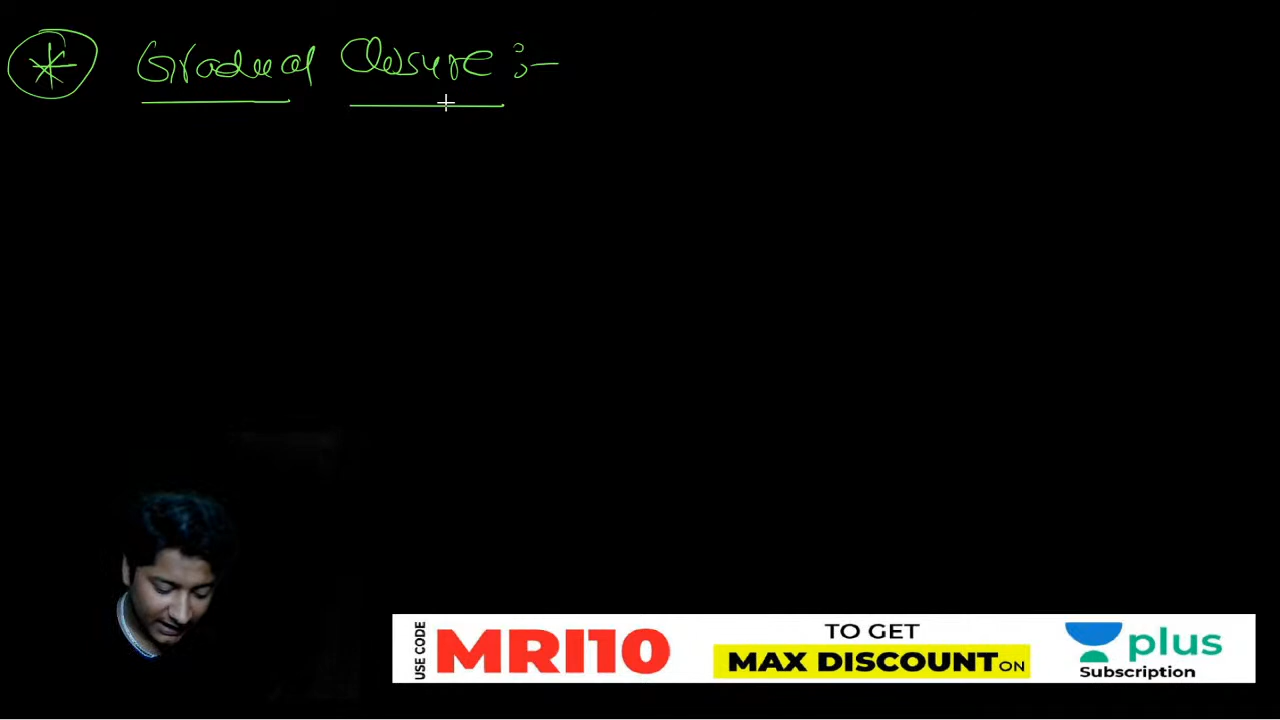 * Gradual Closure :-
USE CODE MRI10 TO GET MAX DISCOUNT ON plus Subscription